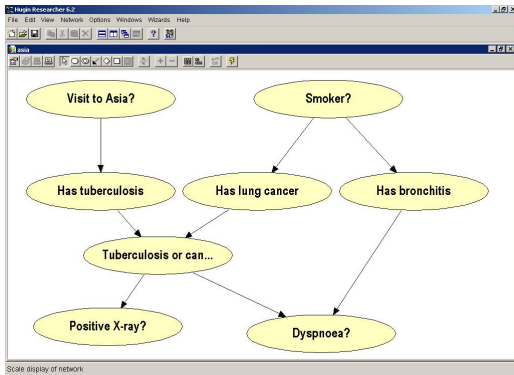 Hugin Researcher 6.2
File Edit View Network Options Windows Wizards Help
asia
Visit to Asia?
Smoker?
Has tuberculosis
Has lung cancer
Has bronchitis
Tuberculosis or can...
Positive X-ray?
Dyspnoea?
Scale display of network